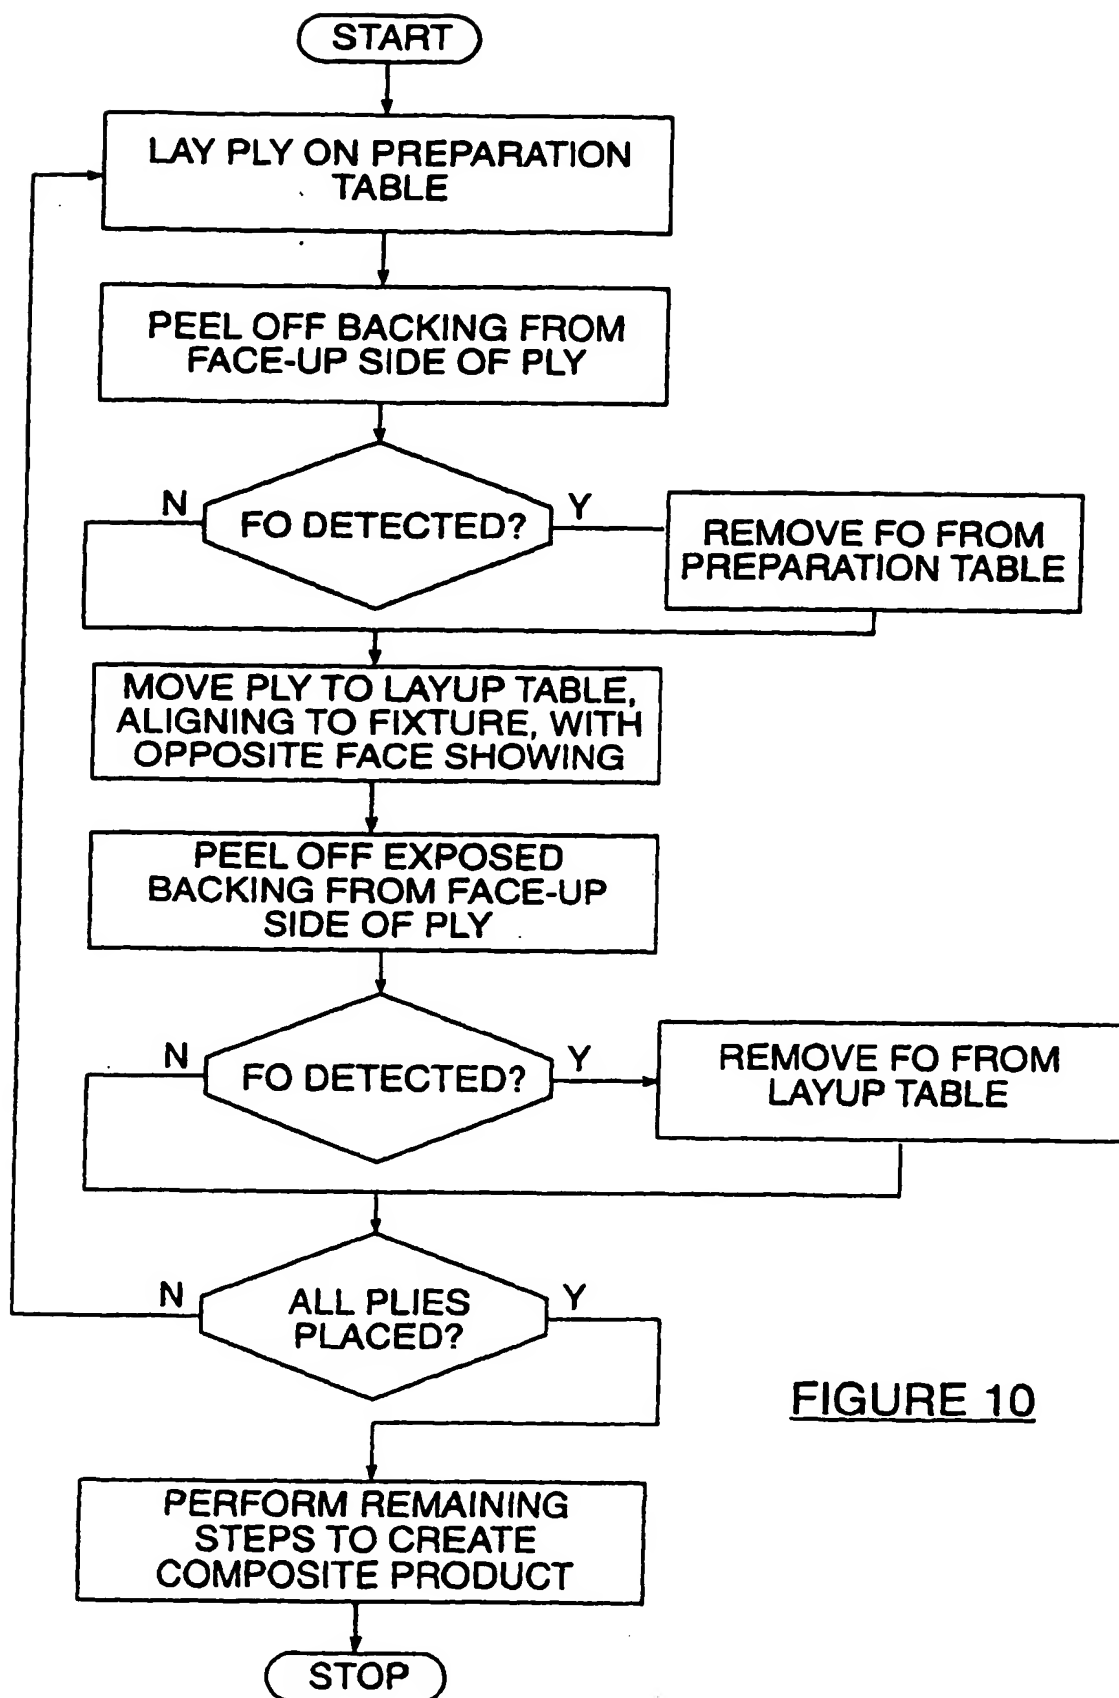 START
LAY PLY ON PREPARATION
TABLE
PEEL OFF BACKING FROM
FACE-UP SIDE OF PLY
N
FO DETECTED?
Y
REMOVE FO FROM
PREPARATION TABLE
MOVE PLY TO LAYUP TABLE,
ALIGNING TO FIXTURE, WITH
OPPOSITE FACE SHOWING
PEEL OFF EXPOSED
BACKING FROM FACE-UP
SIDE OF PLY
N
FO DETECTED?
Y
REMOVE FO FROM
LAYUP TABLE
N
ALL PLIES
PLACED?
Y
FIGURE 10
PERFORM REMAINING
STEPS TO CREATE
COMPOSITE PRODUCT
STOP